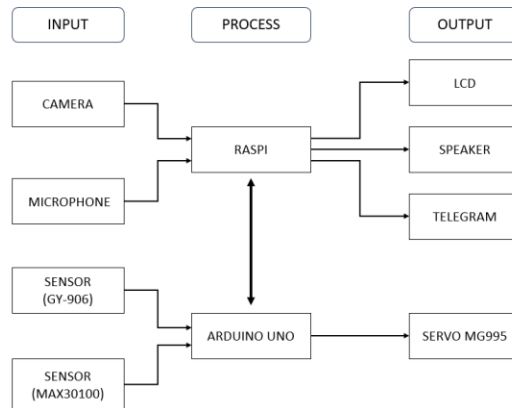 INPUT
PROCESS
OUTPUT
CAMERA
MICROPHONE
SENSOR
(GY-906)
SENSOR
(MAX30100)
RASPI
ARDUINO UNO
LCD
SPEAKER
TELEGRAM
SERVO MG995